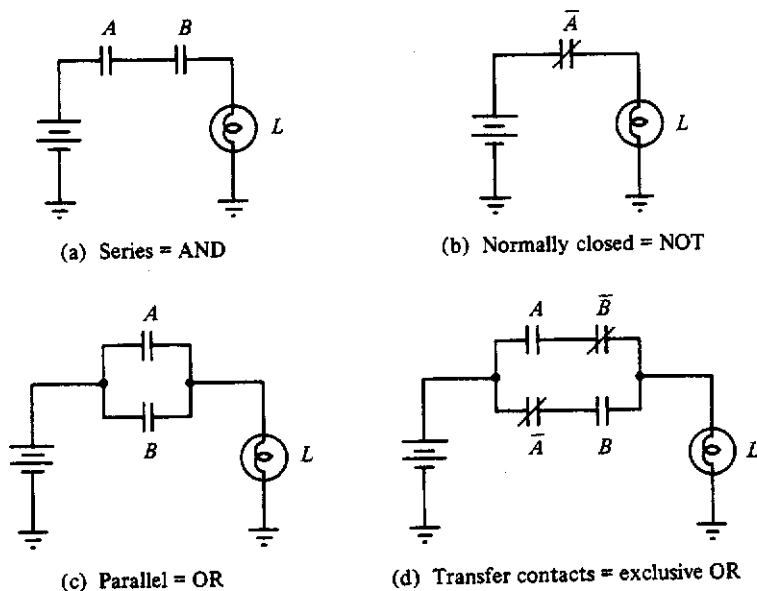 A B
L
(a) Series = AND
A̅
L
(b) Normally closed = NOT
A
B
L
(c) Parallel = OR
A B̅
A̅ B
L
(d) Transfer contacts = exclusive OR